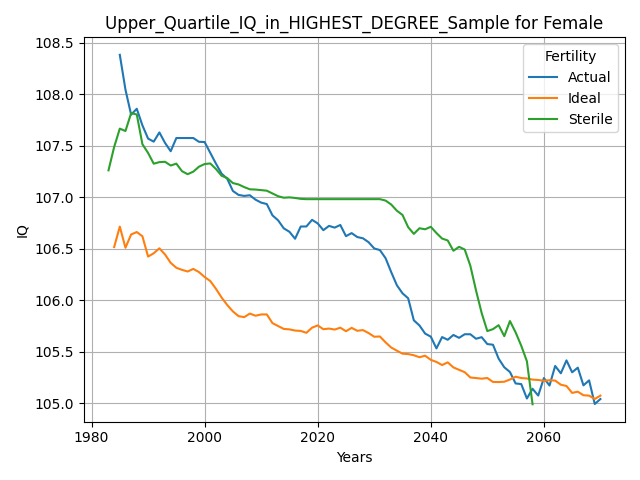 Upper_Quartile_IQ_in_HIGHEST_DEGREE_Sample for Female
108.5
108.0
107.5
107.0
106.5
106.0
105.5
105.0
IQ
Fertility
Actual
Ideal
Sterile
1980
2000
2020
2040
2060
Years